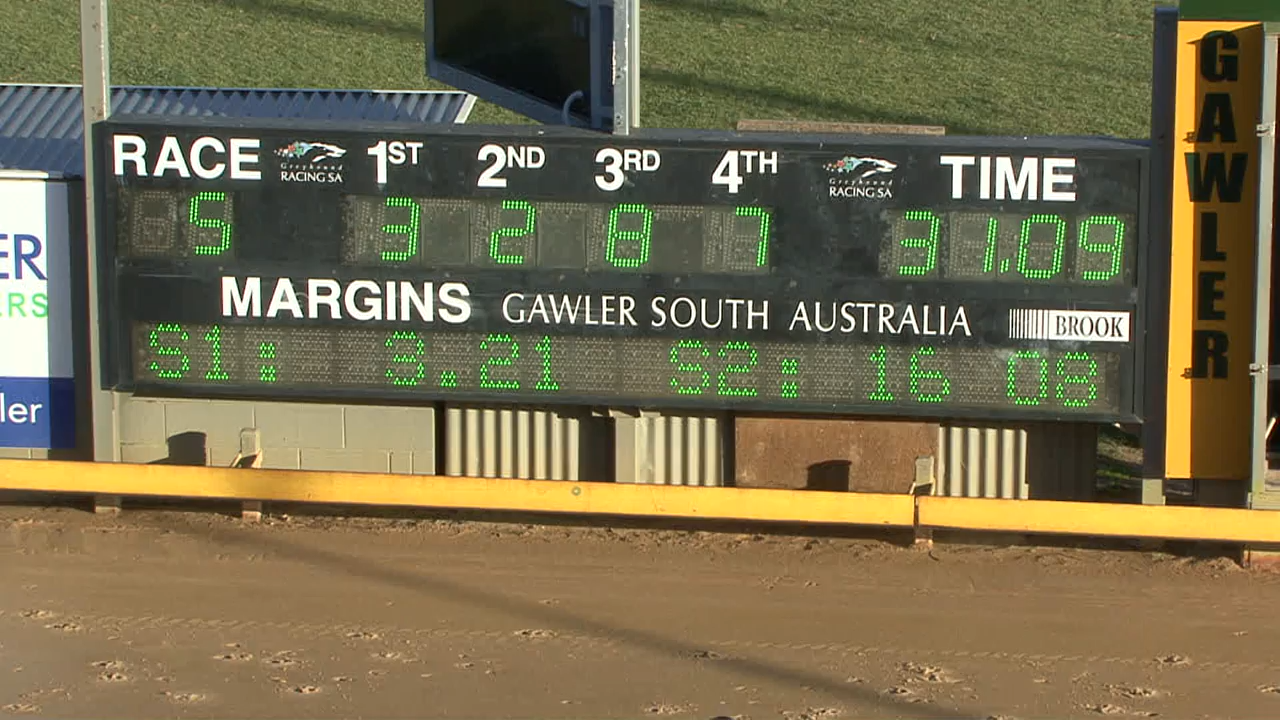 RACE Greyhound RACING SA 1ST 2ND 3RD 4TH Greyhound RACING SA TIME
5 3 2 8 7 31.09
MARGINS GAWLER SOUTH AUSTRALIA BROOK
S1: 3.21 S2: 16 08
GAWLER
ER
ERS
ler